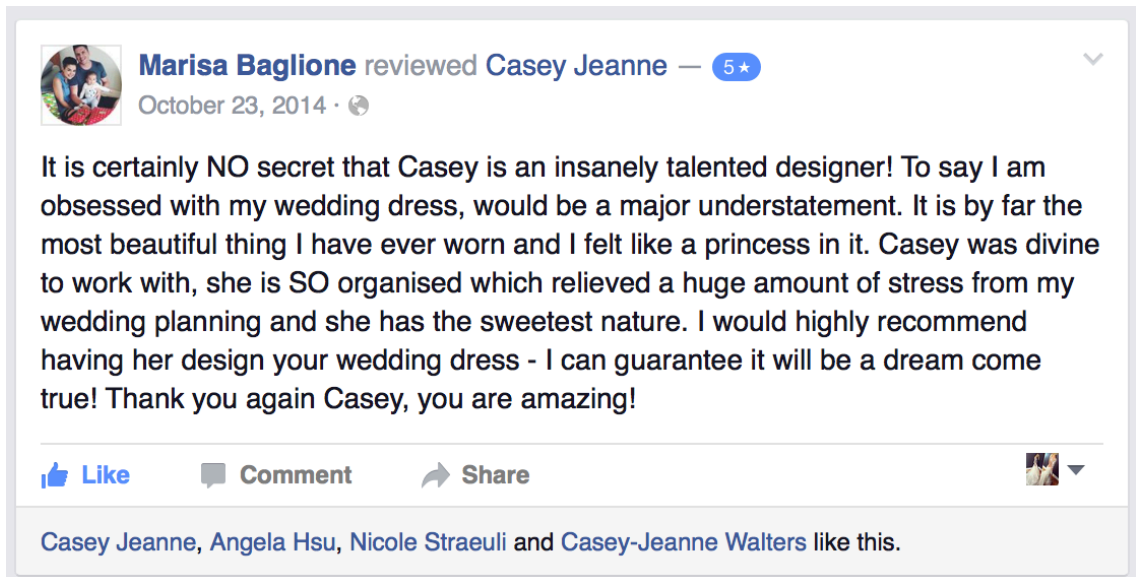 Marisa Baglione reviewed Casey Jeanne — 5★
October 23, 2014 ·
It is certainly NO secret that Casey is an insanely talented designer! To say I am
obsessed with my wedding dress, would be a major understatement. It is by far the
most beautiful thing I have ever worn and I felt like a princess in it. Casey was divine
to work with, she is SO organised which relieved a huge amount of stress from my
wedding planning and she has the sweetest nature. I would highly recommend
having her design your wedding dress - I can guarantee it will be a dream come
true! Thank you again Casey, you are amazing!
Like Comment Share
Casey Jeanne, Angela Hsu, Nicole Straeuli and Casey-Jeanne Walters like this.